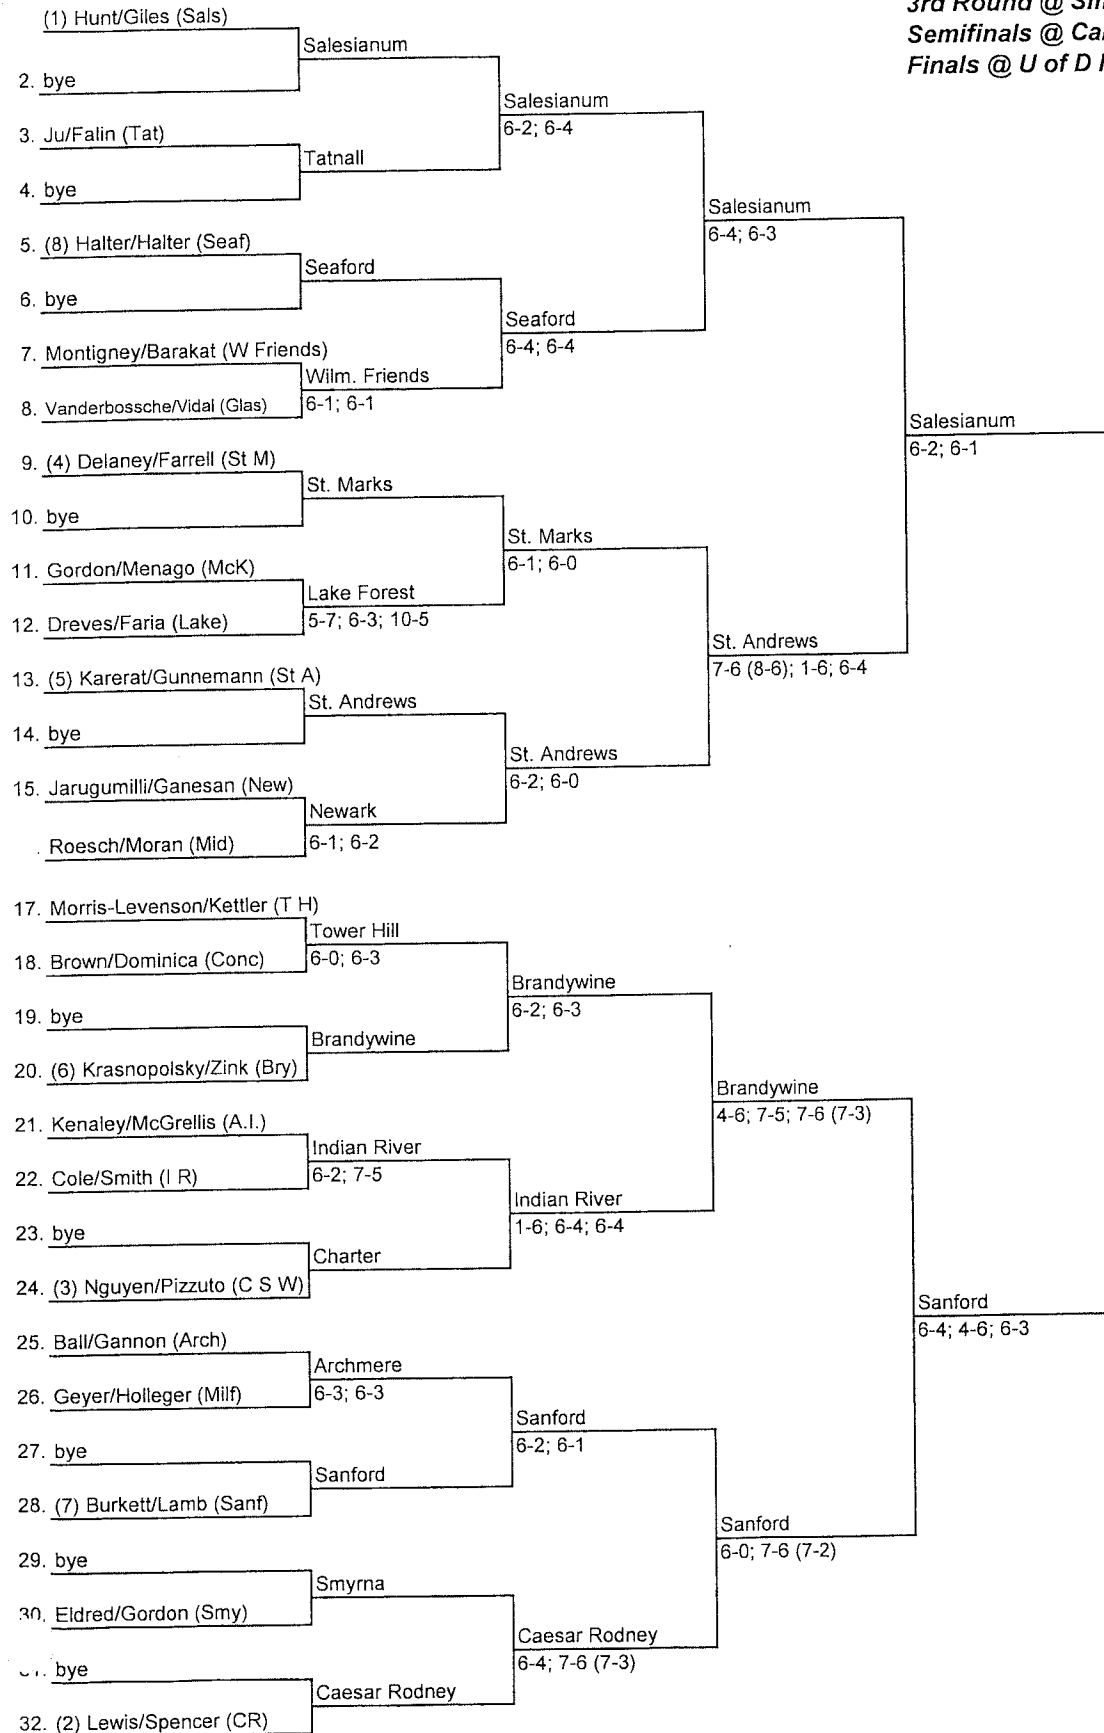 3rd Round @
Semifinals @
Finals @ U of D
(1) Hunt/Giles (Sals)
Salesianum
2. bye
Salesianum
6-2; 6-4
3. Ju/Falin (Tat)
Tatnall
4. bye
Salesianum
6-4; 6-3
5. (8) Halter/Halter (Seaf)
Seaford
6. bye
Seaford
6-4; 6-4
7. Montigney/Barakat (W Friends)
Wilm. Friends
6-1; 6-1
8. Vanderbossche/Vidal (Glas)
Salesianum
6-2; 6-1
9. (4) Delaney/Farrell (St M)
St. Marks
10. bye
St. Marks
6-1; 6-0
11. Gordon/Menago (McK)
Lake Forest
5-7; 6-3; 10-5
12. Dreves/Faria (Lake)
St. Andrews
7-6 (8-6); 1-6; 6-4
13. (5) Karerat/Gunnemann (St A)
St. Andrews
14. bye
St. Andrews
6-2; 6-0
15. Jarugumilli/Ganesan (New)
Newark
6-1; 6-2
Roesch/Moran (Mid)
17. Morris-Levenson/Kettler (T H)
Tower Hill
6-0; 6-3
18. Brown/Dominica (Conc)
Brandywine
6-2; 6-3
19. bye
Brandywine
20. (6) Krasnopolsky/Zink (Bry)
Brandywine
4-6; 7-5; 7-6 (7-3)
21. Kenaley/McGrellis (A.I.)
Indian River
6-2; 7-5
22. Cole/Smith (I R)
Indian River
1-6; 6-4; 6-4
23. bye
Charter
24. (3) Nguyen/Pizzuto (C S W)
Sanford
6-4; 4-6; 6-3
25. Ball/Gannon (Arch)
Archmere
6-3; 6-3
26. Geyer/Holleger (Milf)
Sanford
6-2; 6-1
27. bye
Sanford
28. (7) Burkett/Lamb (Sanf)
Sanford
6-0; 7-6 (7-2)
29. bye
Smyrna
30. Eldred/Gordon (Smy)
Caesar Rodney
6-4; 7-6 (7-3)
bye
Caesar Rodney
32. (2) Lewis/Spencer (CR)